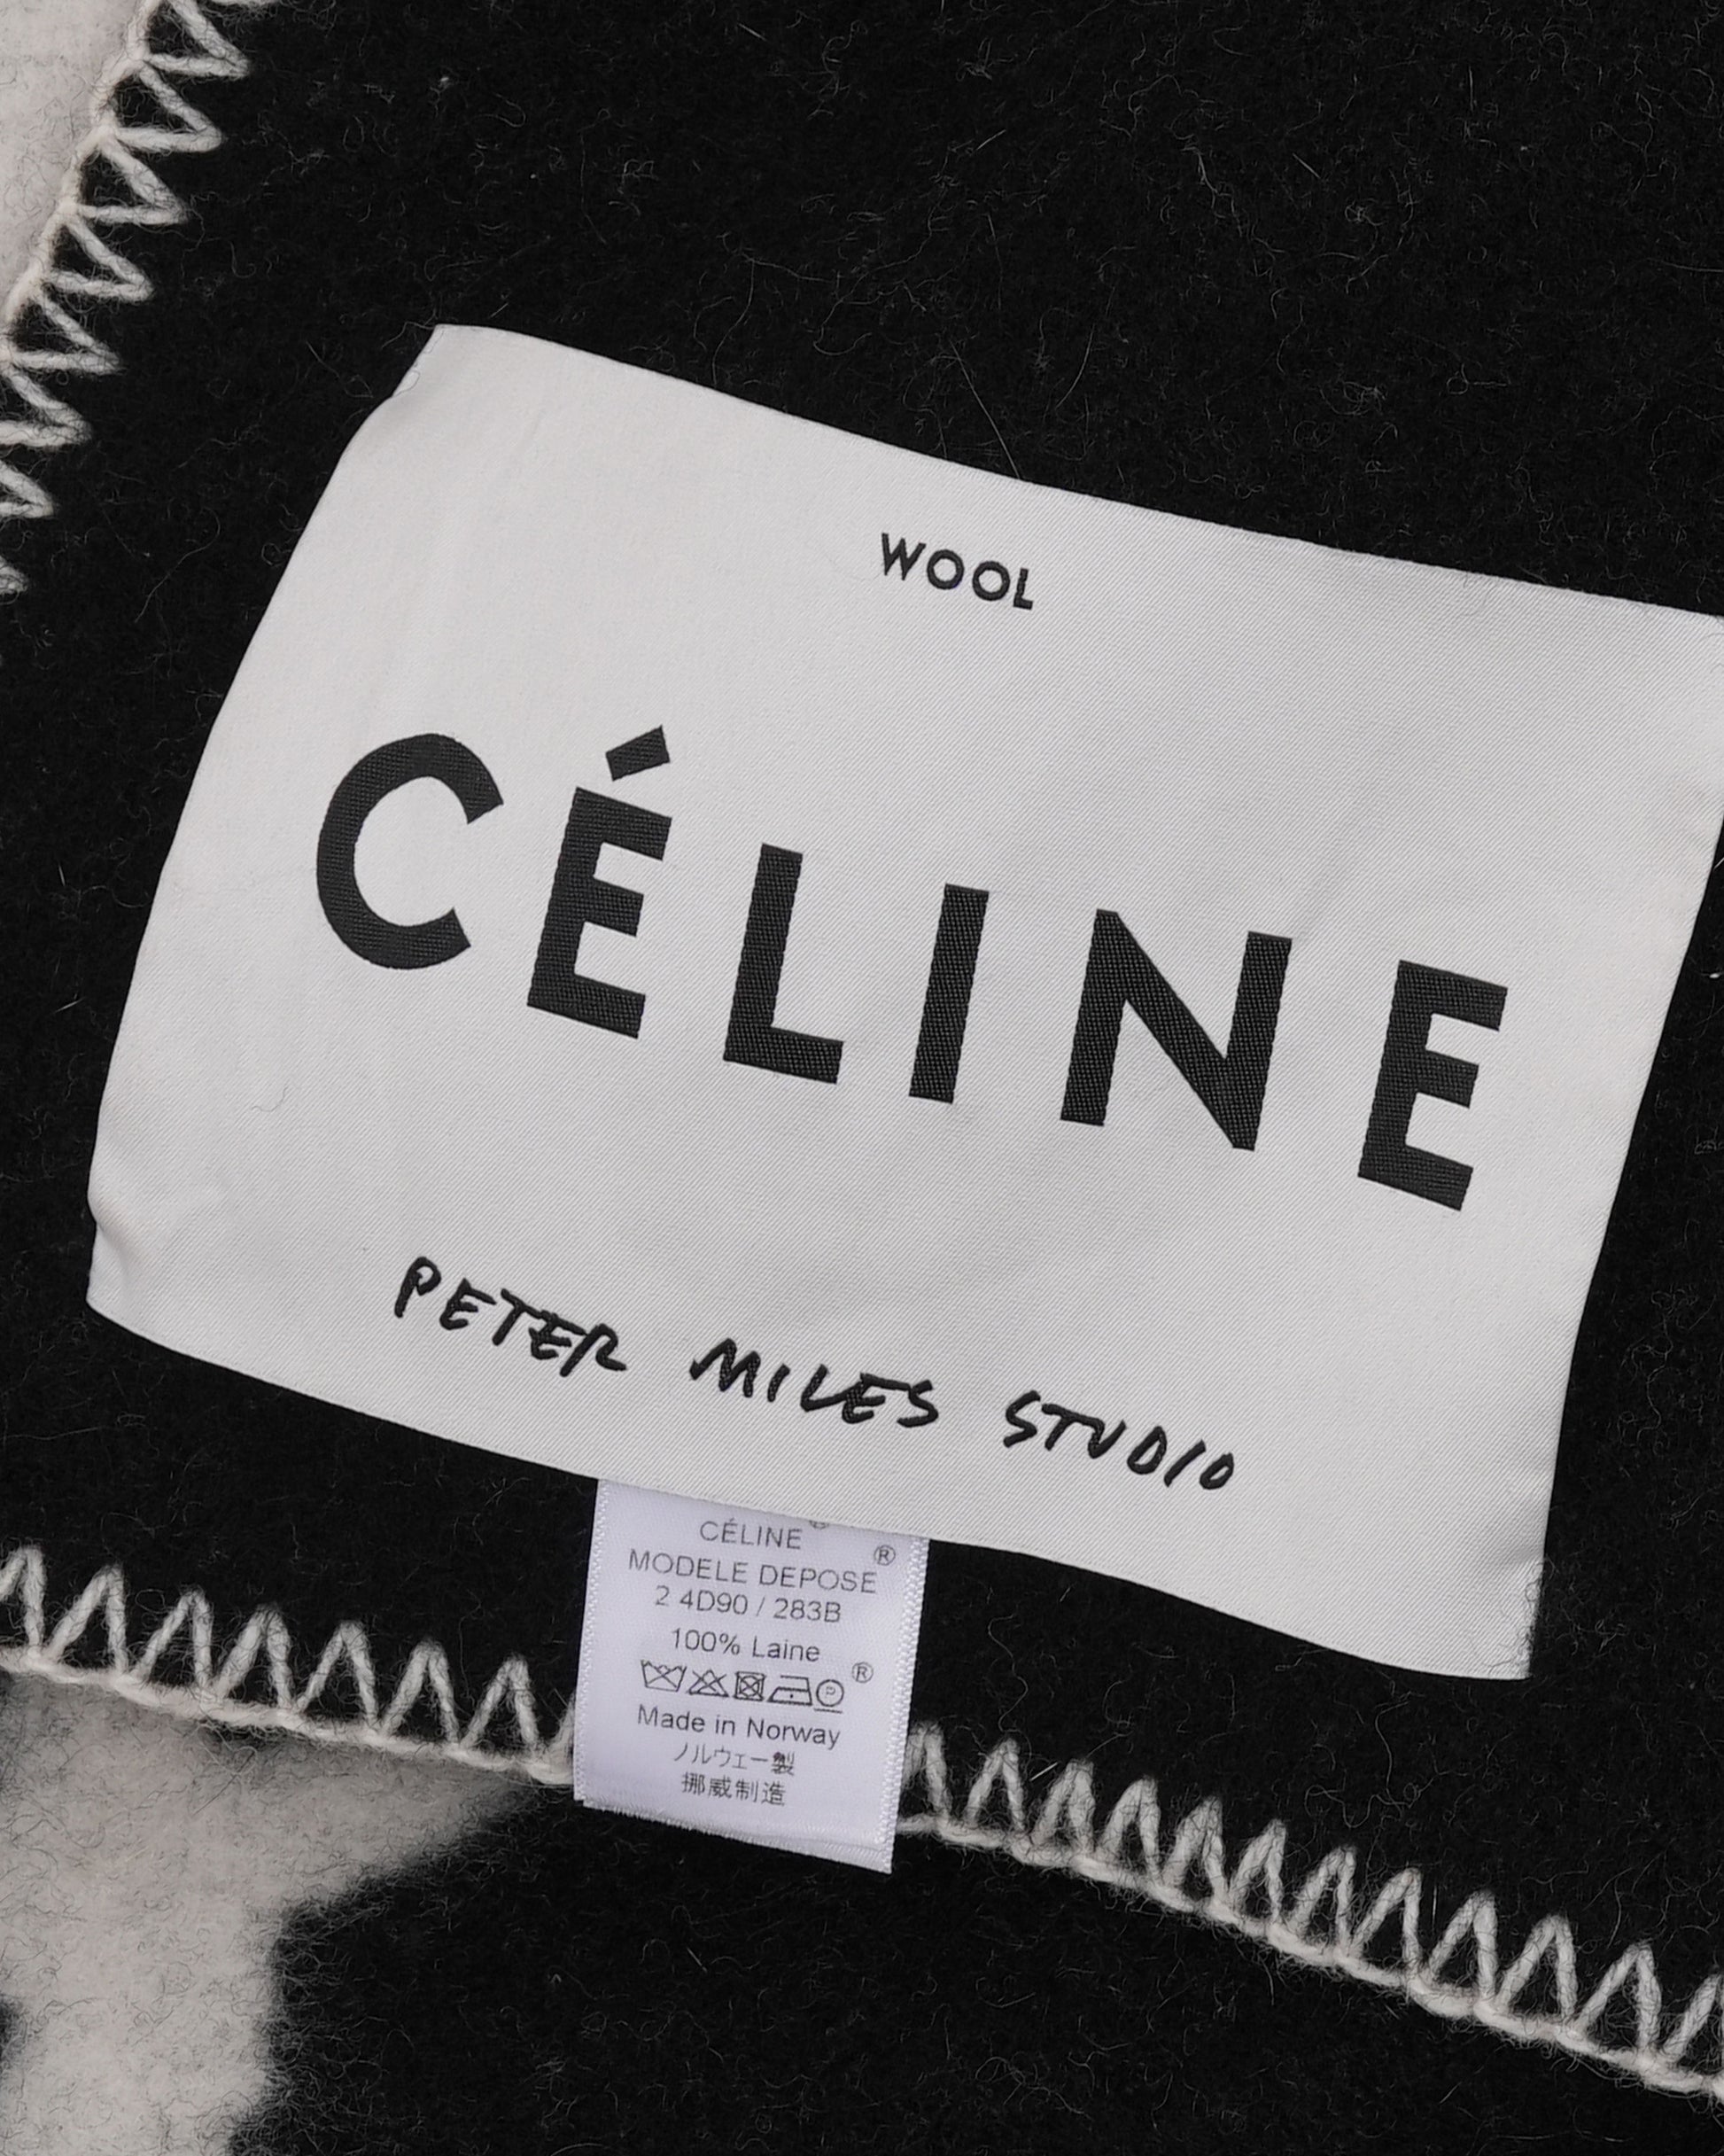 WOOL
CÉLINE
PETER MILES STUDIO
CÉLINE ®
MODELE DEPOSE ®
2 4D90 / 283B
100% Laine
®
Made in Norway
ノルウェー製
挪威制造